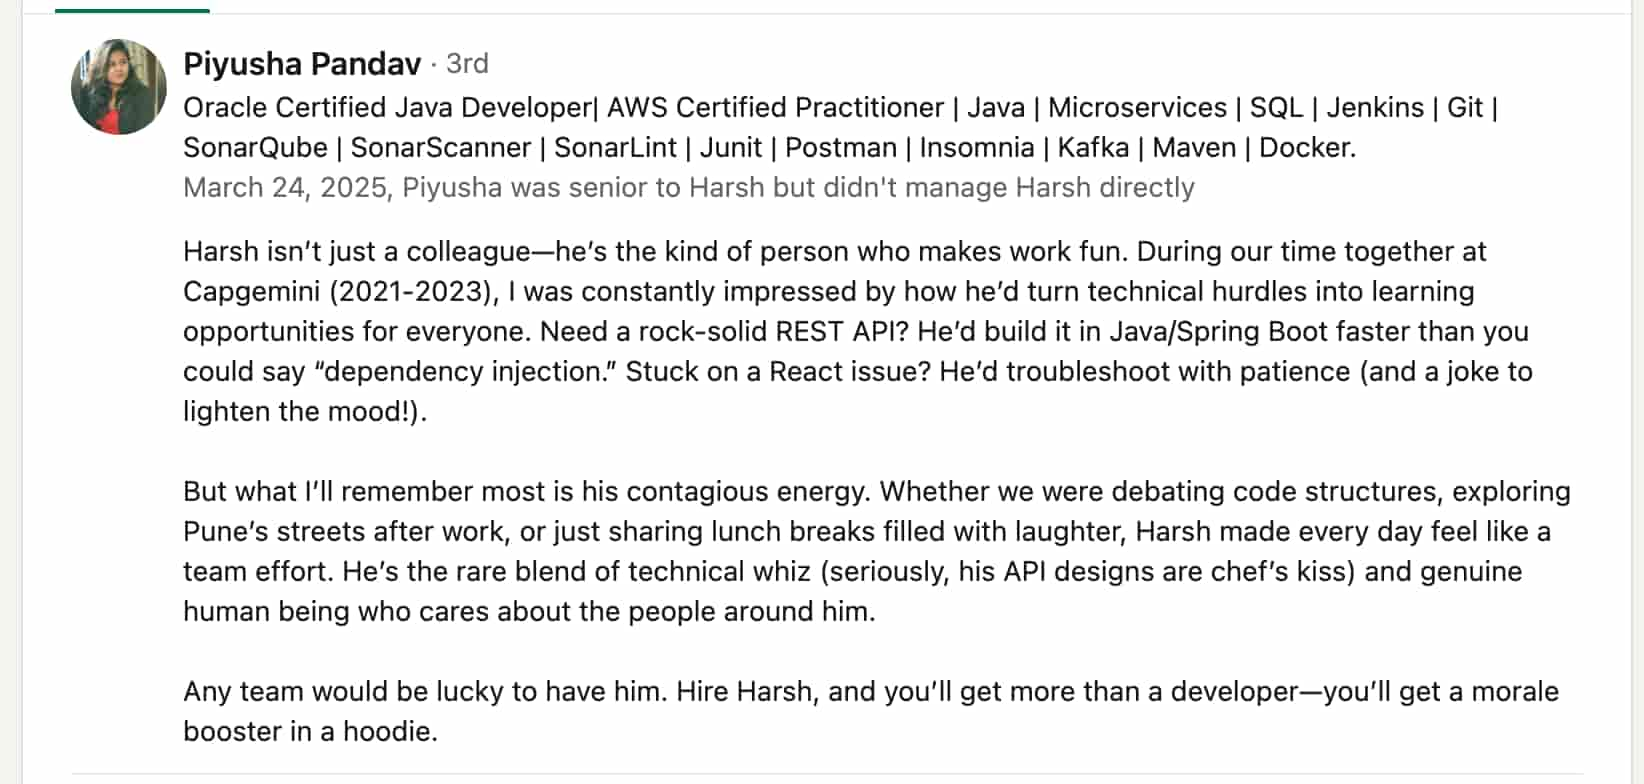 Piyusha Pandav · 3rd
Oracle Certified Java Developer| AWS Certified Practitioner | Java | Microservices | SQL | Jenkins | Git |
SonarQube | SonarScanner | SonarLint | Junit | Postman | Insomnia | Kafka | Maven | Docker.
March 24, 2025, Piyusha was senior to Harsh but didn't manage Harsh directly
Harsh isn’t just a colleague—he’s the kind of person who makes work fun. During our time together at
Capgemini (2021-2023), I was constantly impressed by how he’d turn technical hurdles into learning
opportunities for everyone. Need a rock-solid REST API? He’d build it in Java/Spring Boot faster than you
could say “dependency injection.” Stuck on a React issue? He’d troubleshoot with patience (and a joke to
lighten the mood!).
But what I’ll remember most is his contagious energy. Whether we were debating code structures, exploring
Pune’s streets after work, or just sharing lunch breaks filled with laughter, Harsh made every day feel like a
team effort. He’s the rare blend of technical whiz (seriously, his API designs are chef’s kiss) and genuine
human being who cares about the people around him.
Any team would be lucky to have him. Hire Harsh, and you’ll get more than a developer—you’ll get a morale
booster in a hoodie.